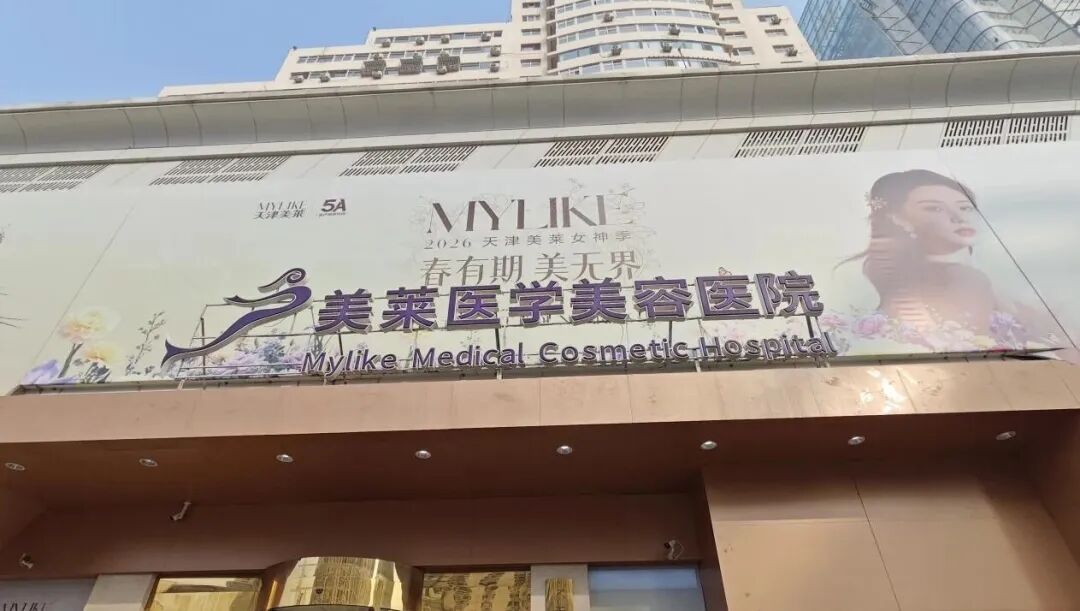 MYLIKE
天津美莱
5A
MYLIKE
2026 天津美莱女神季
春有期 美无界
美莱医学美容医院
Mylike Medical Cosmetic Hospital
MYLIKE